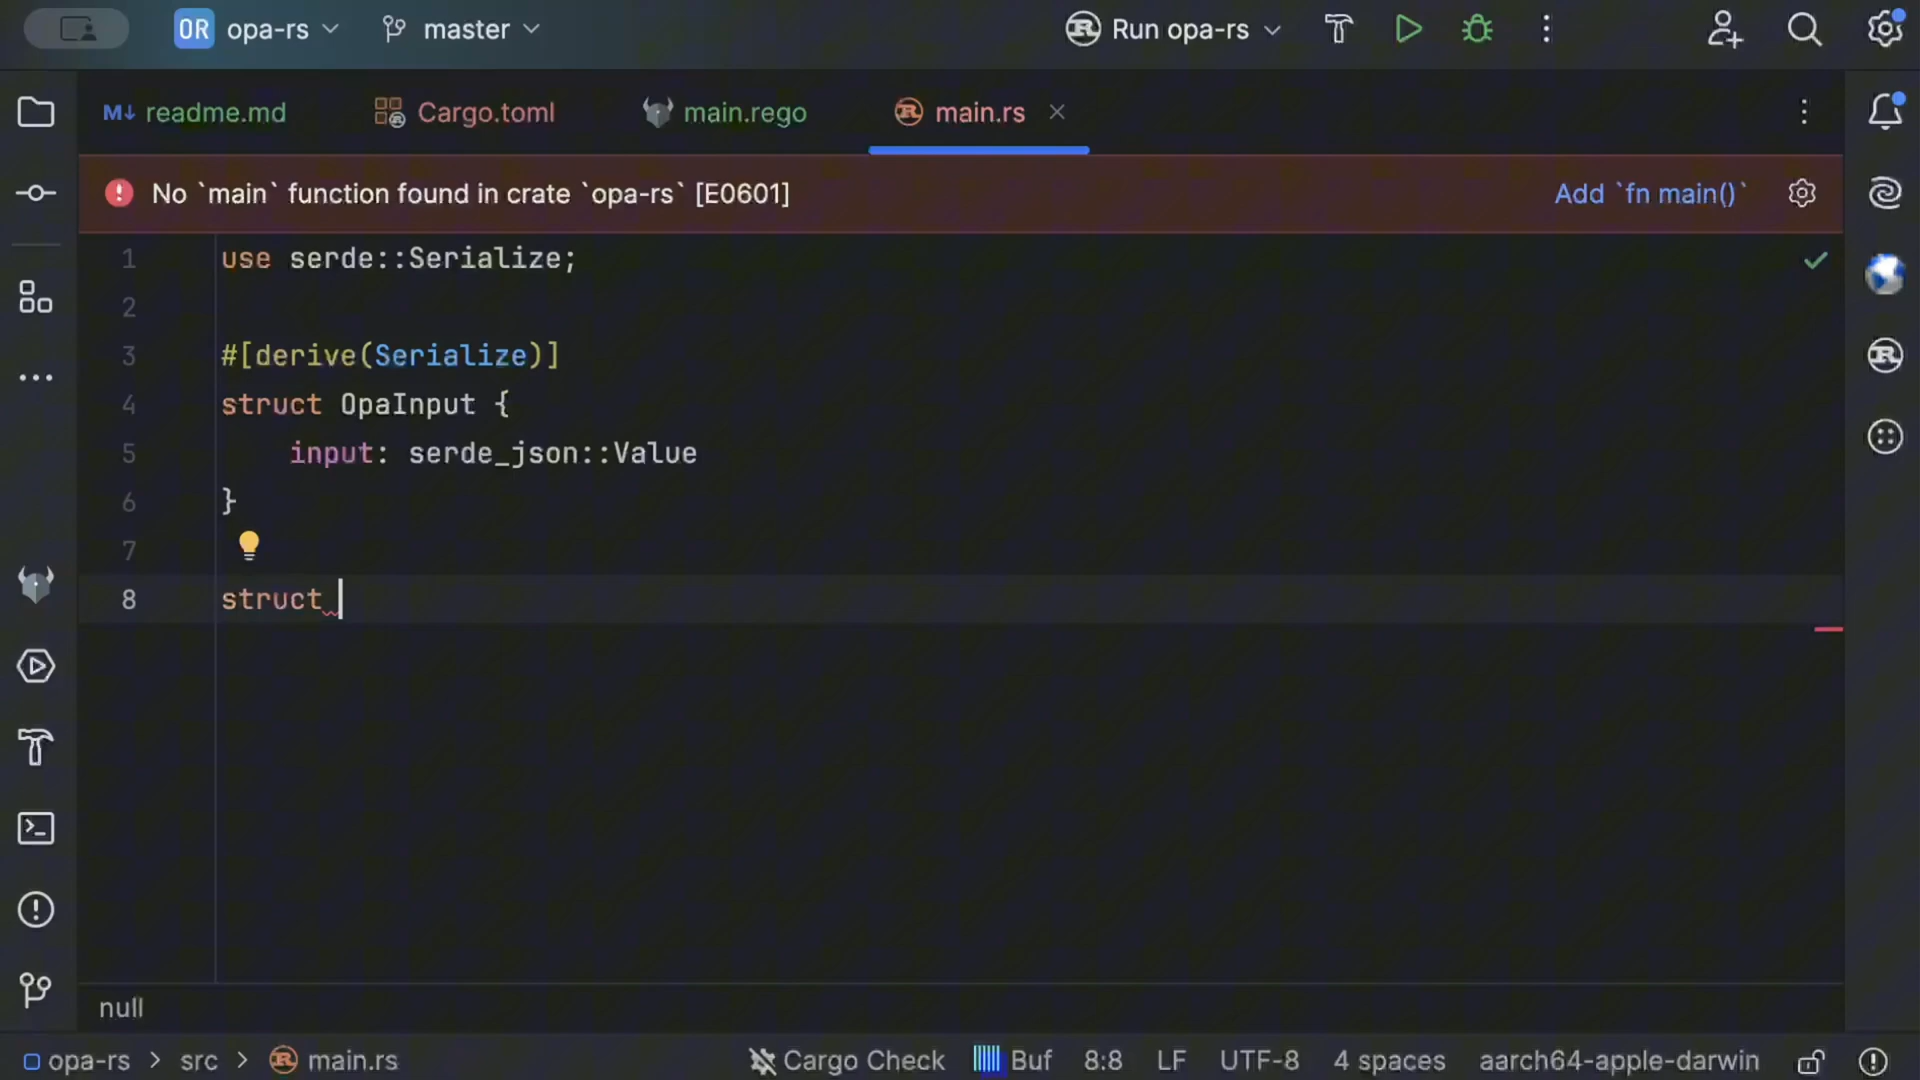 OR opa-rs master Run opa-rs
M↓ readme.md Cargo.toml main.rego main.rs
No `main` function found in crate `opa-rs` [E0601] Add `fn main()`
1 use serde::Serialize;
2
3 #[derive(Serialize)]
4 struct OpaInput {
5 input: serde_json::Value
6 }
7
8 struct
null
opa-rs > src > main.rs Cargo Check Buf 8:8 LF UTF-8 4 spaces aarch64-apple-darwin